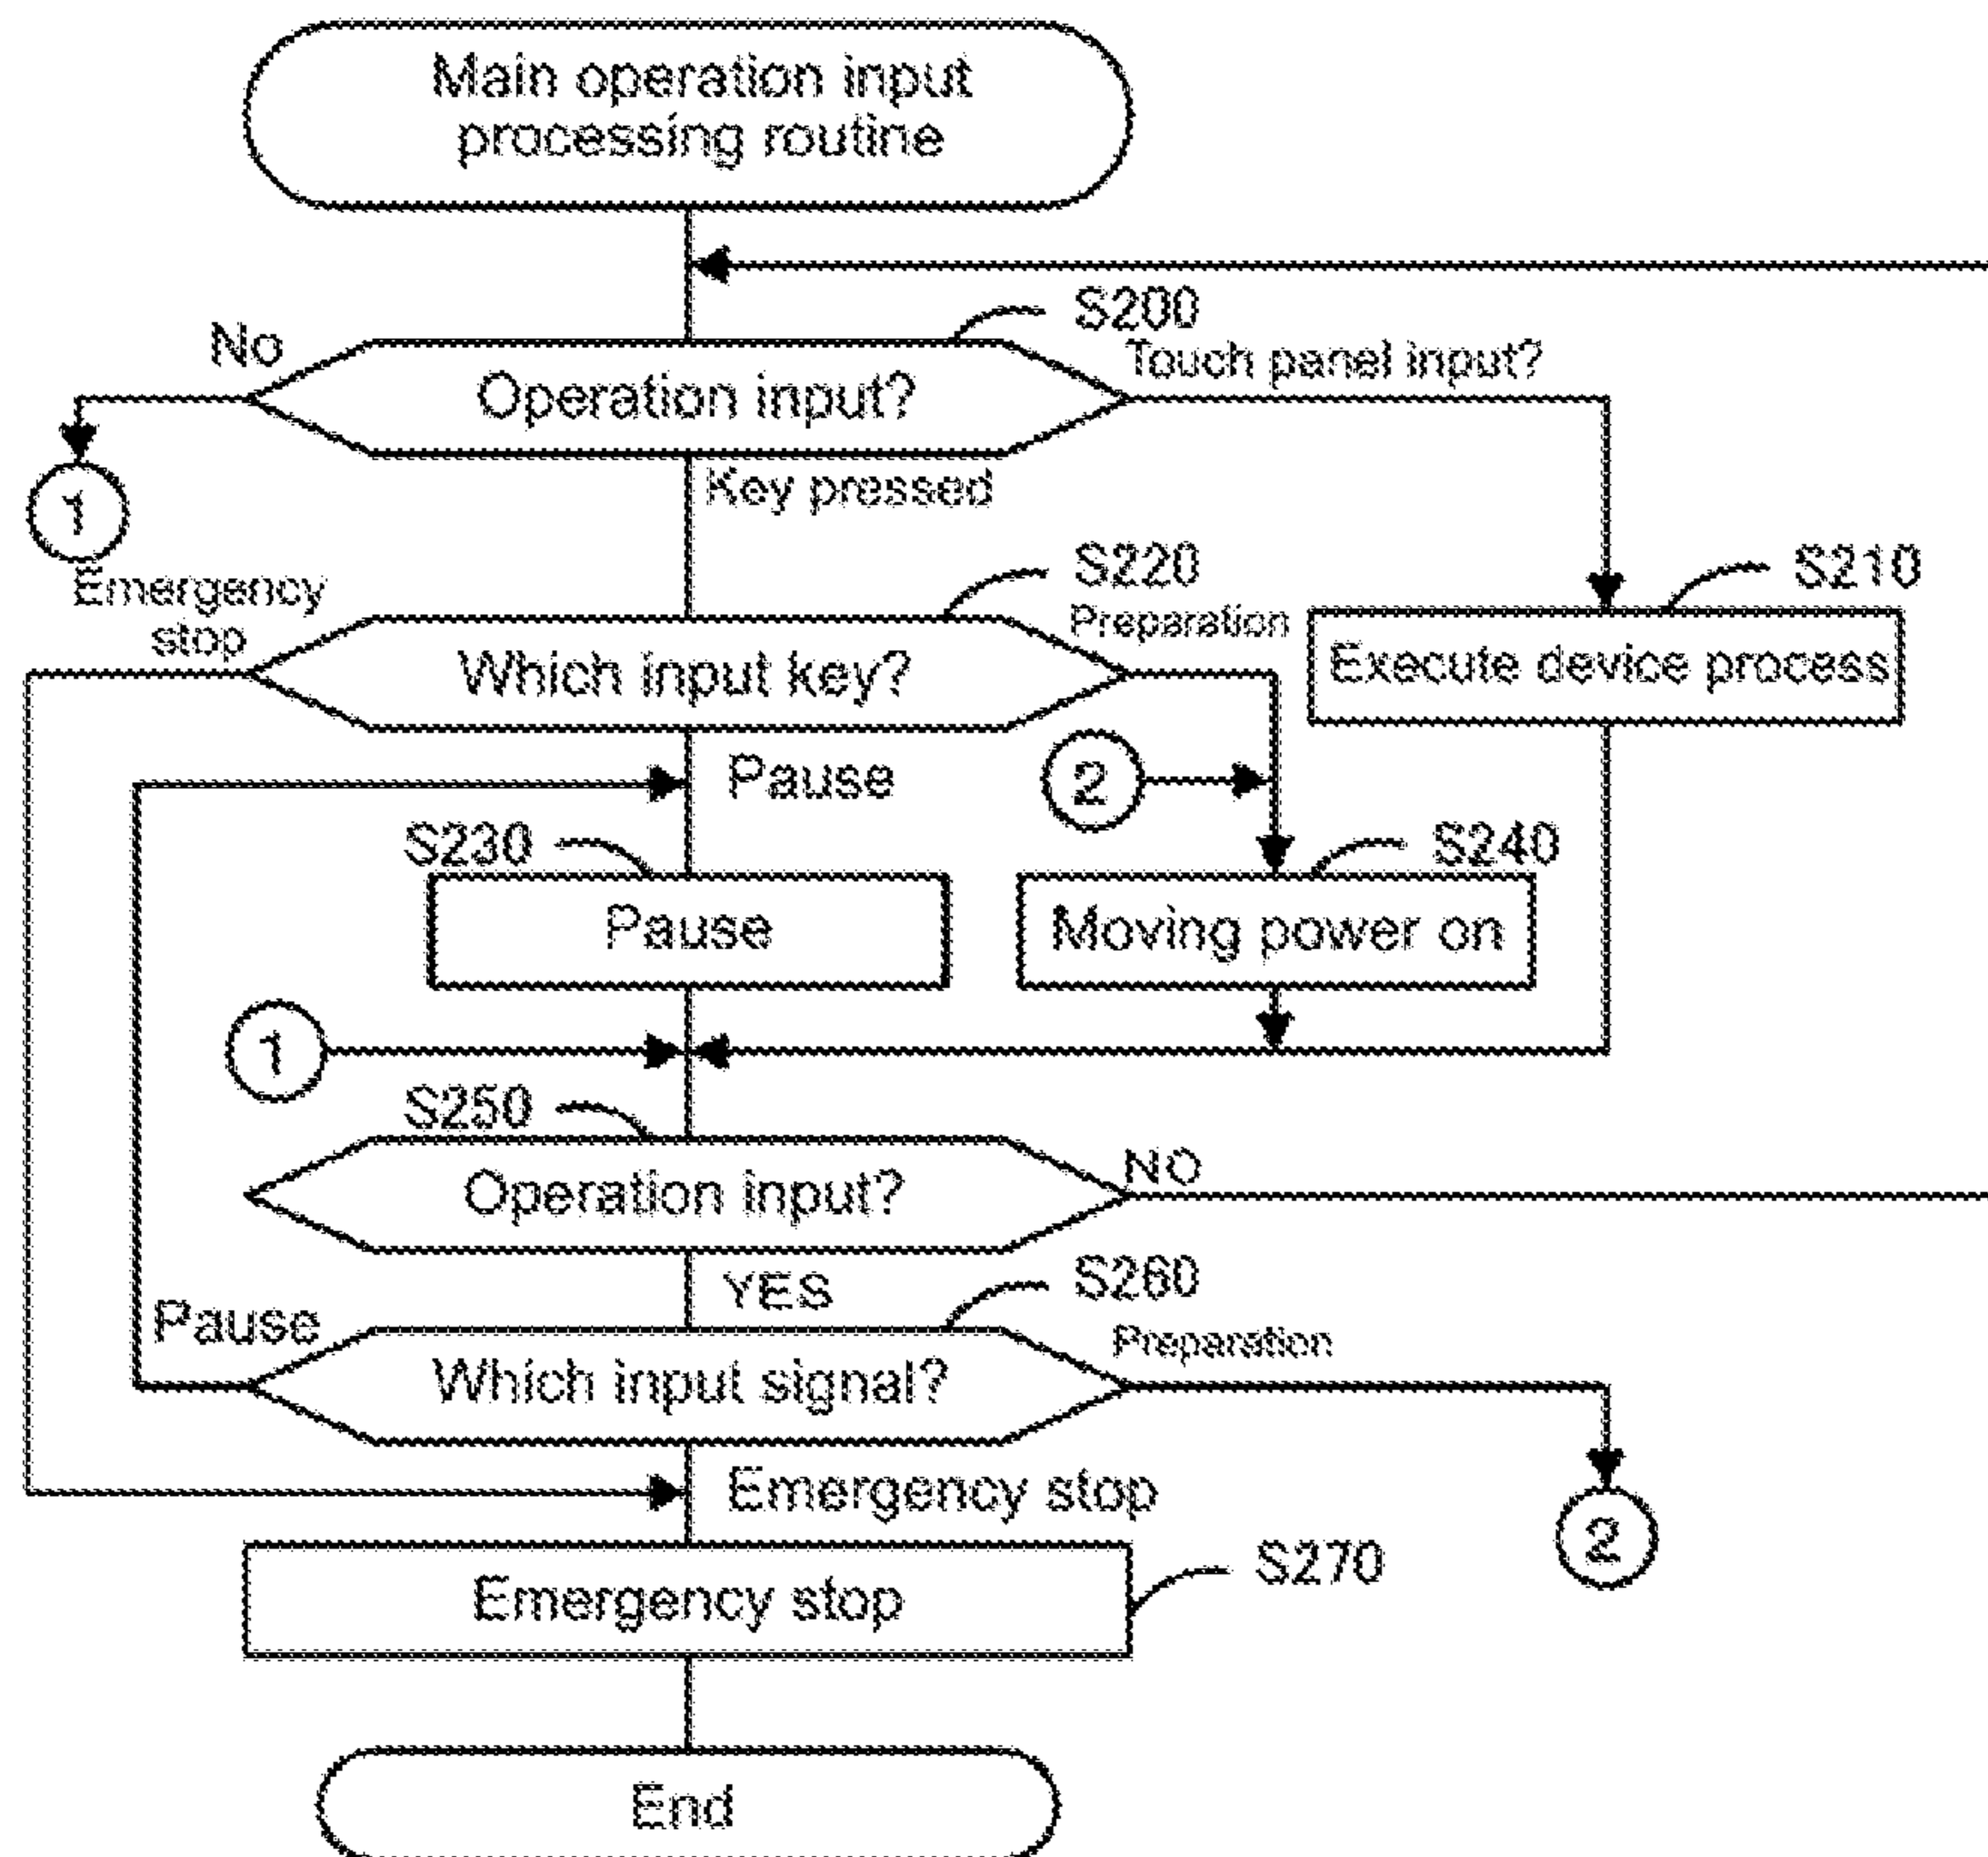 Main operation input
processing routine
S200
No
Touch panel input?
Operation input?
Key pressed
1
Emergency
stop
S220
Preparation
S210
Which input key?
Execute device process
Pause
2
S230
S240
Pause
Moving power on
1
S250
Operation input?
NO
YES
S260
Pause
Preparation
Which input signal?
Emergency stop
2
Emergency stop
S270
End